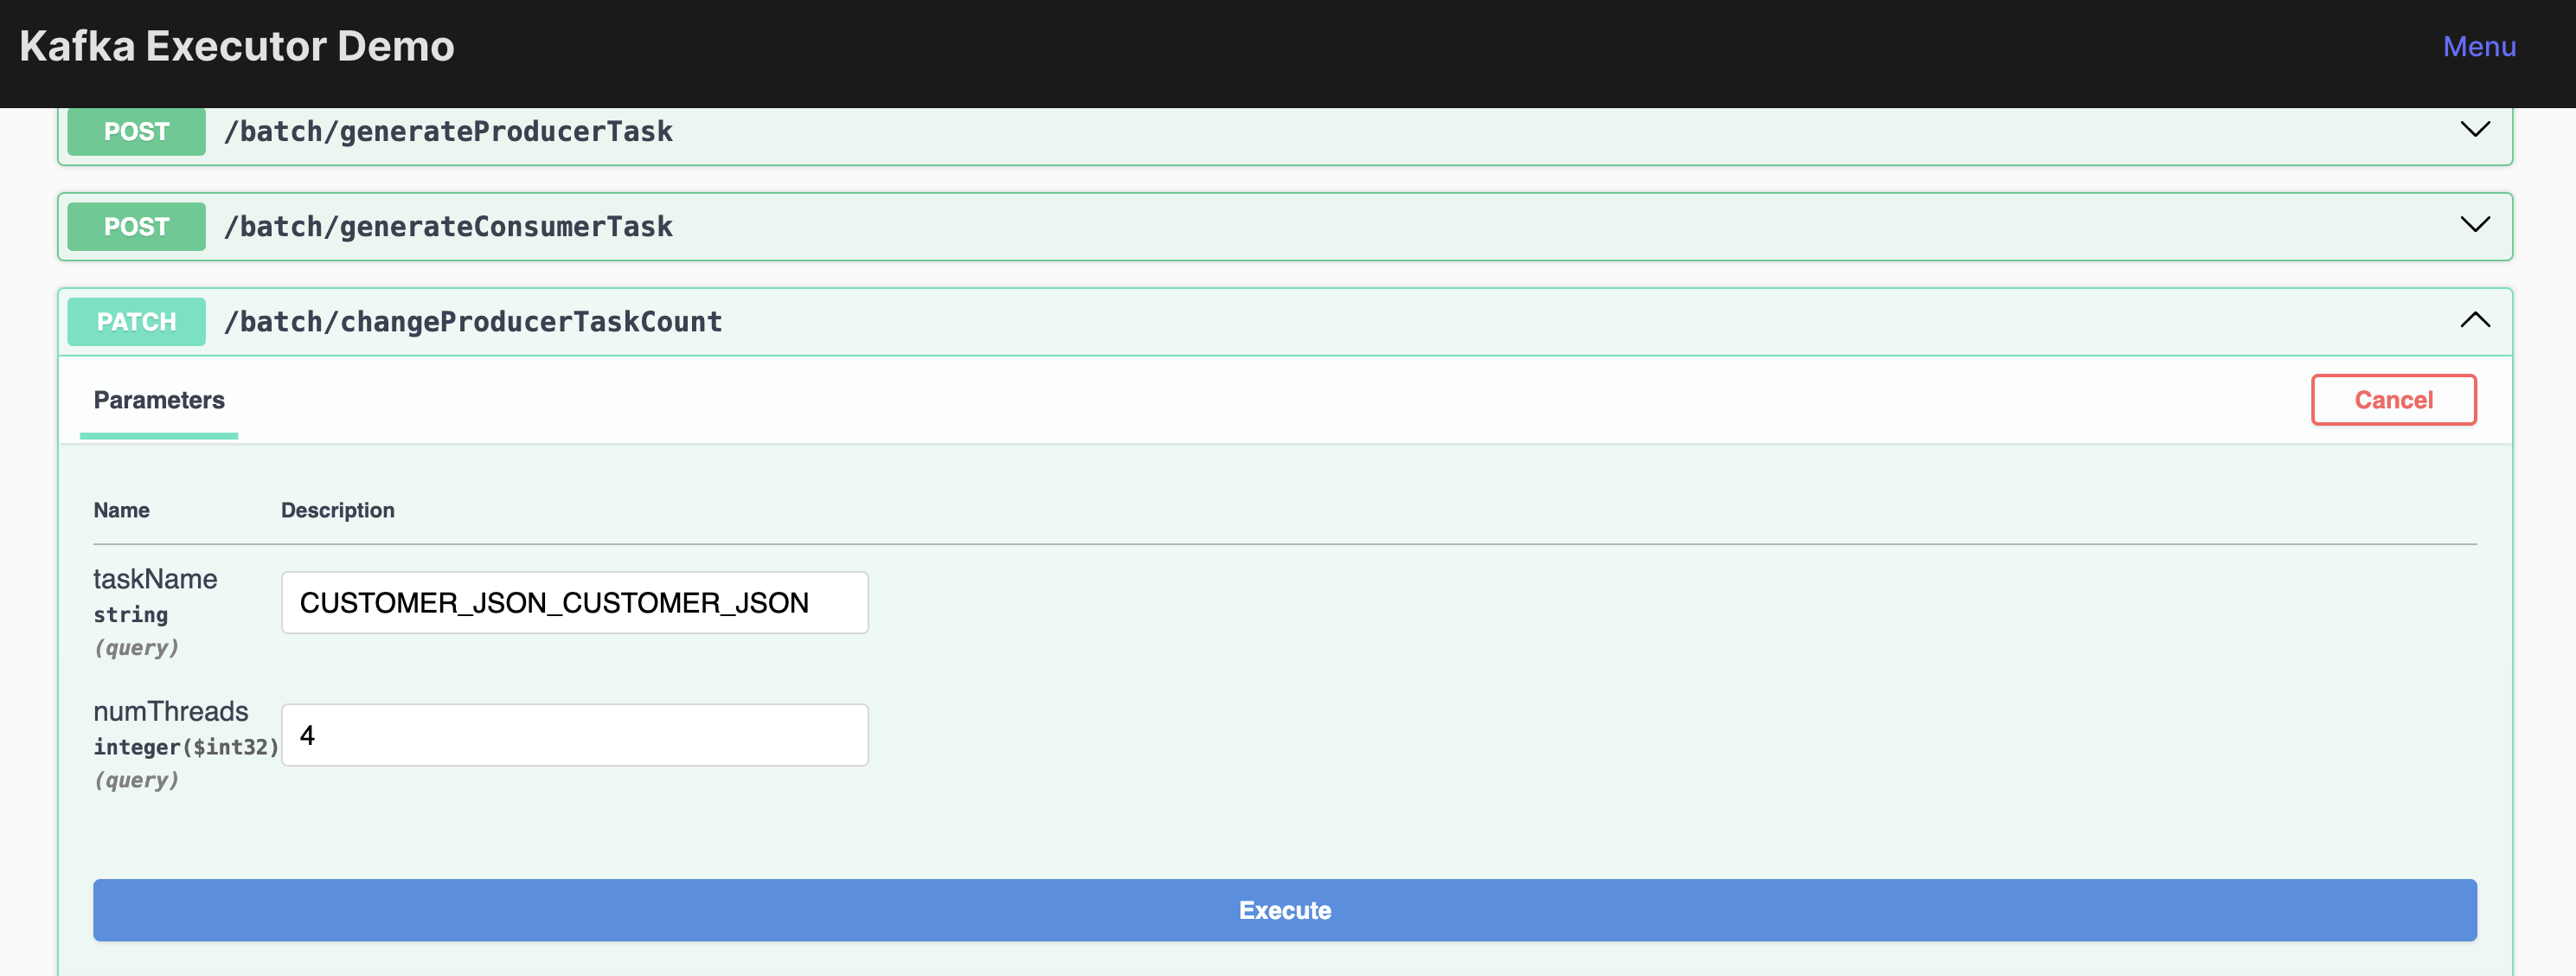 Kafka Executor Demo
Menu
POST /batch/generateProducerTask
POST /batch/generateConsumerTask
PATCH /batch/changeProducerTaskCount
Parameters
Cancel
Name Description
taskName
string
(query)
CUSTOMER_JSON_CUSTOMER_JSON
numThreads
integer($int32)
(query)
4
Execute